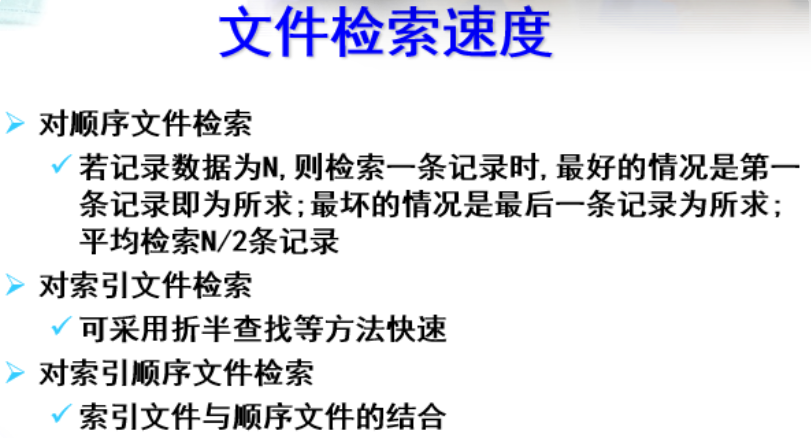 文件检索速度
对顺序文件检索
若记录数据为N,则检索一条记录时,最好的情况是第一
条记录即为所求;最坏的情况是最后一条记录为所求;
平均检索N/2条记录
对索引文件检索
可采用折半查找等方法快速
对索引顺序文件检索
索引文件与顺序文件的结合